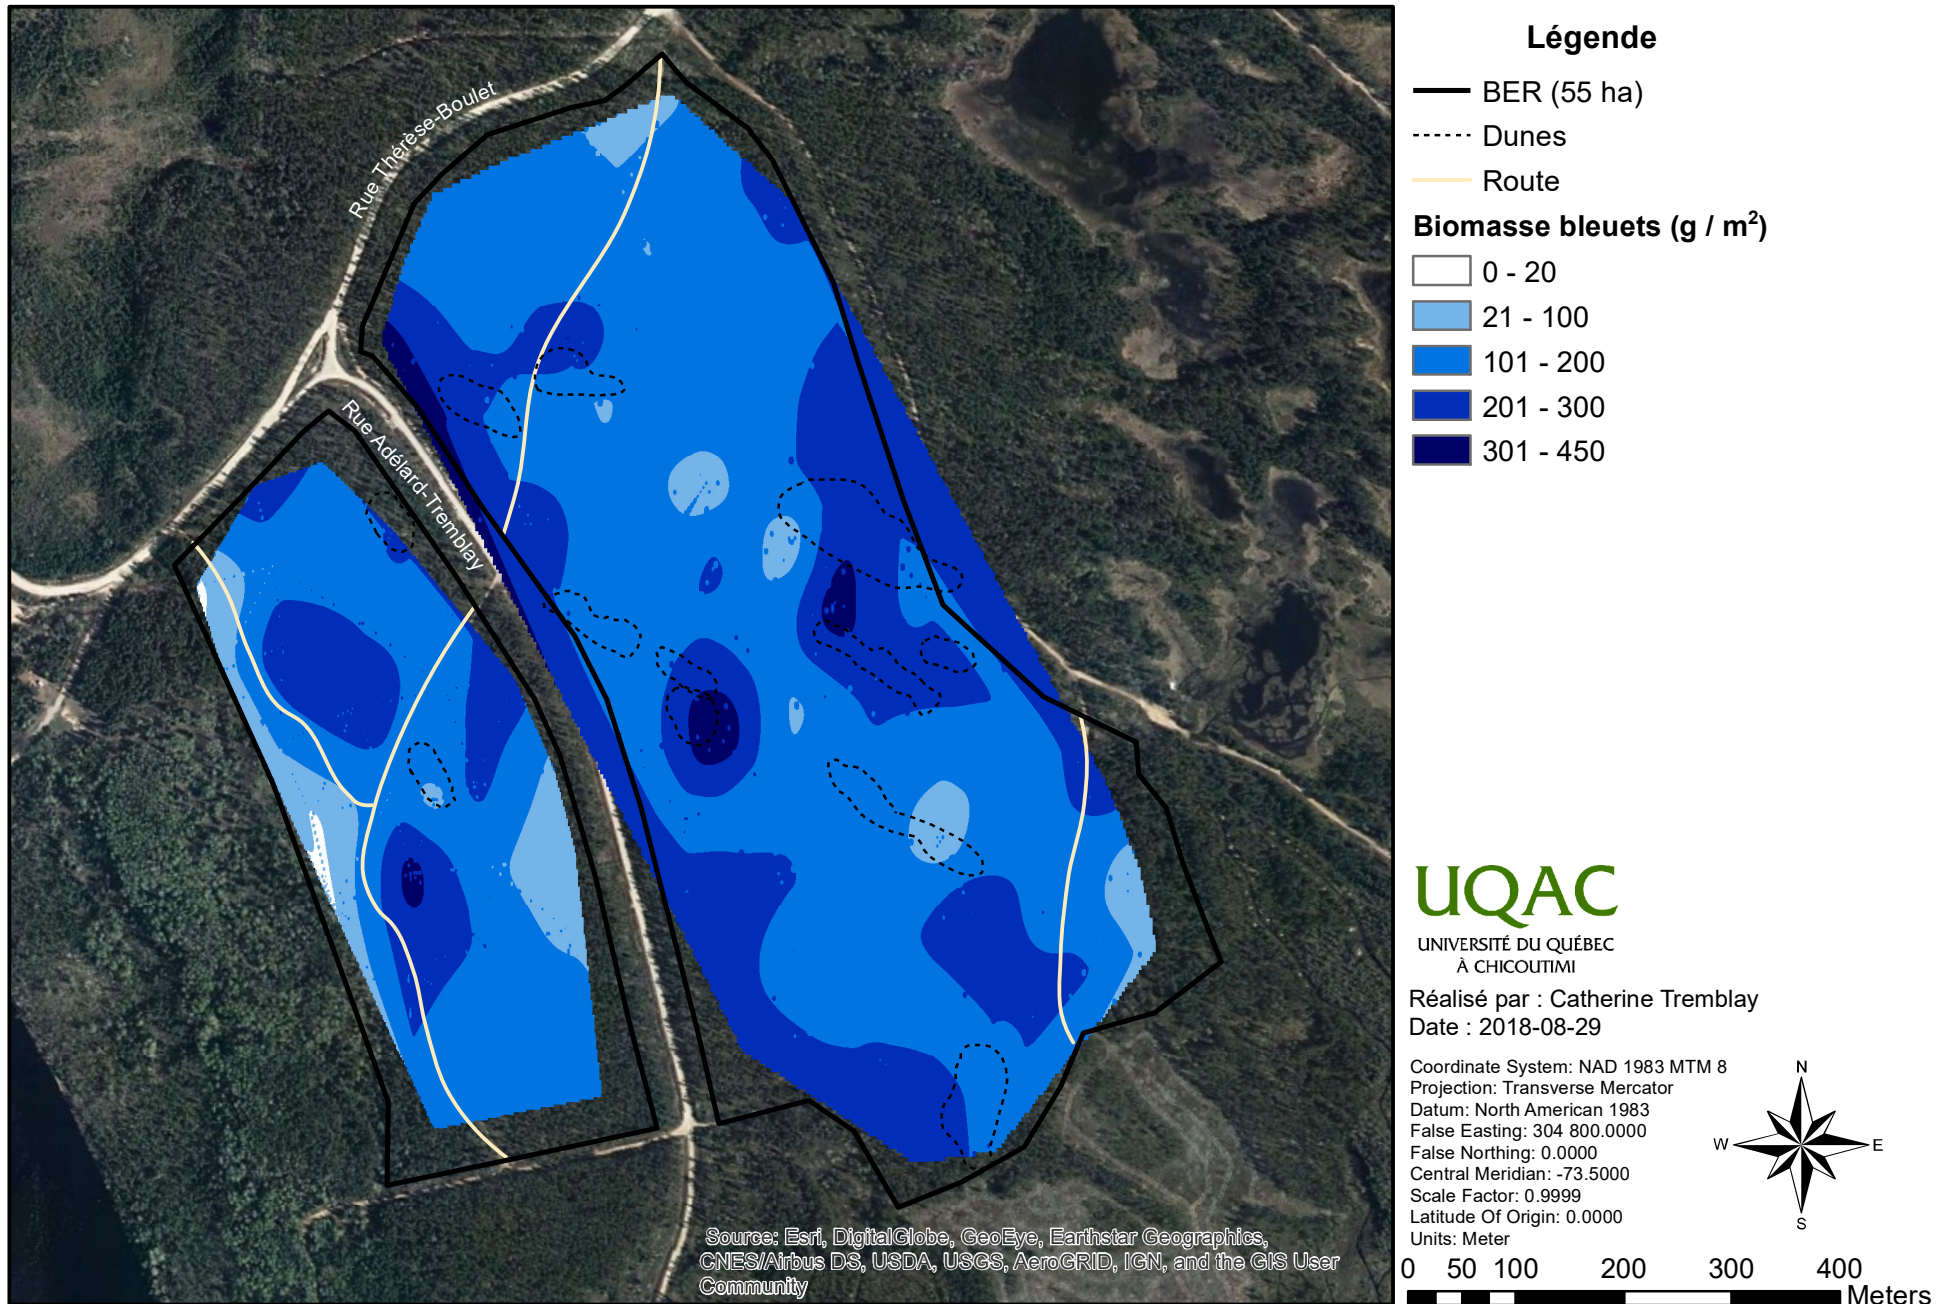 Rue Thérèse-Boulet
Rue Adélard-Tremblay
Source: Esri, DigitalGlobe, GeoEye, Earthstar Geographics,
CNES/Airbus DS, USDA, USGS, AeroGRID, IGN, and the GIS User
Community
Légende
BER (55 ha)
Dunes
Route
Biomasse bleuets (g / m²)
0 - 20
21 - 100
101 - 200
201 - 300
301 - 450
UQAC
UNIVERSITÉ DU QUÉBEC
À CHICOUTIMI
Réalisé par : Catherine Tremblay
Date : 2018-08-29
Coordinate System: NAD 1983 MTM 8
Projection: Transverse Mercator
Datum: North American 1983
False Easting: 304 800.0000
False Northing: 0.0000
Central Meridian: -73.5000
Scale Factor: 0.9999
Latitude Of Origin: 0.0000
Units: Meter
N
W E
S
0 50 100 200 300 400
Meters